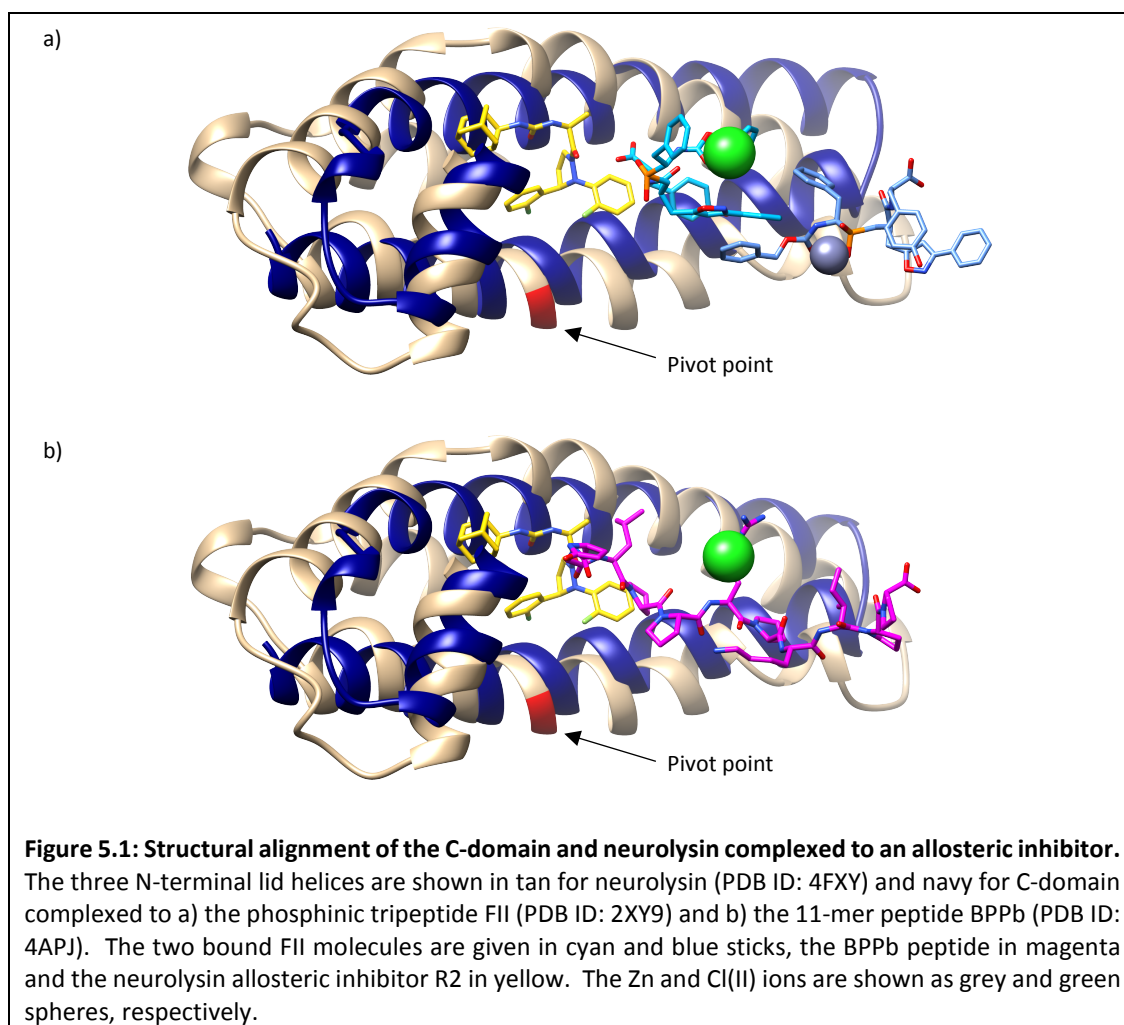 a)
Pivot point
b)
Pivot point
Figure 5.1: Structural alignment of the C-domain and neurolysin complexed to an allosteric inhibitor.
The three N-terminal lid helices are shown in tan for neurolysin (PDB ID: 4FXY) and navy for C-domain
complexed to a) the phosphinic tripeptide FII (PDB ID: 2XY9) and b) the 11-mer peptide BPPb (PDB ID:
4APJ). The two bound FII molecules are given in cyan and blue sticks, the BPPb peptide in magenta
and the neurolysin allosteric inhibitor R2 in yellow. The Zn and Cl(II) ions are shown as grey and green
spheres, respectively.